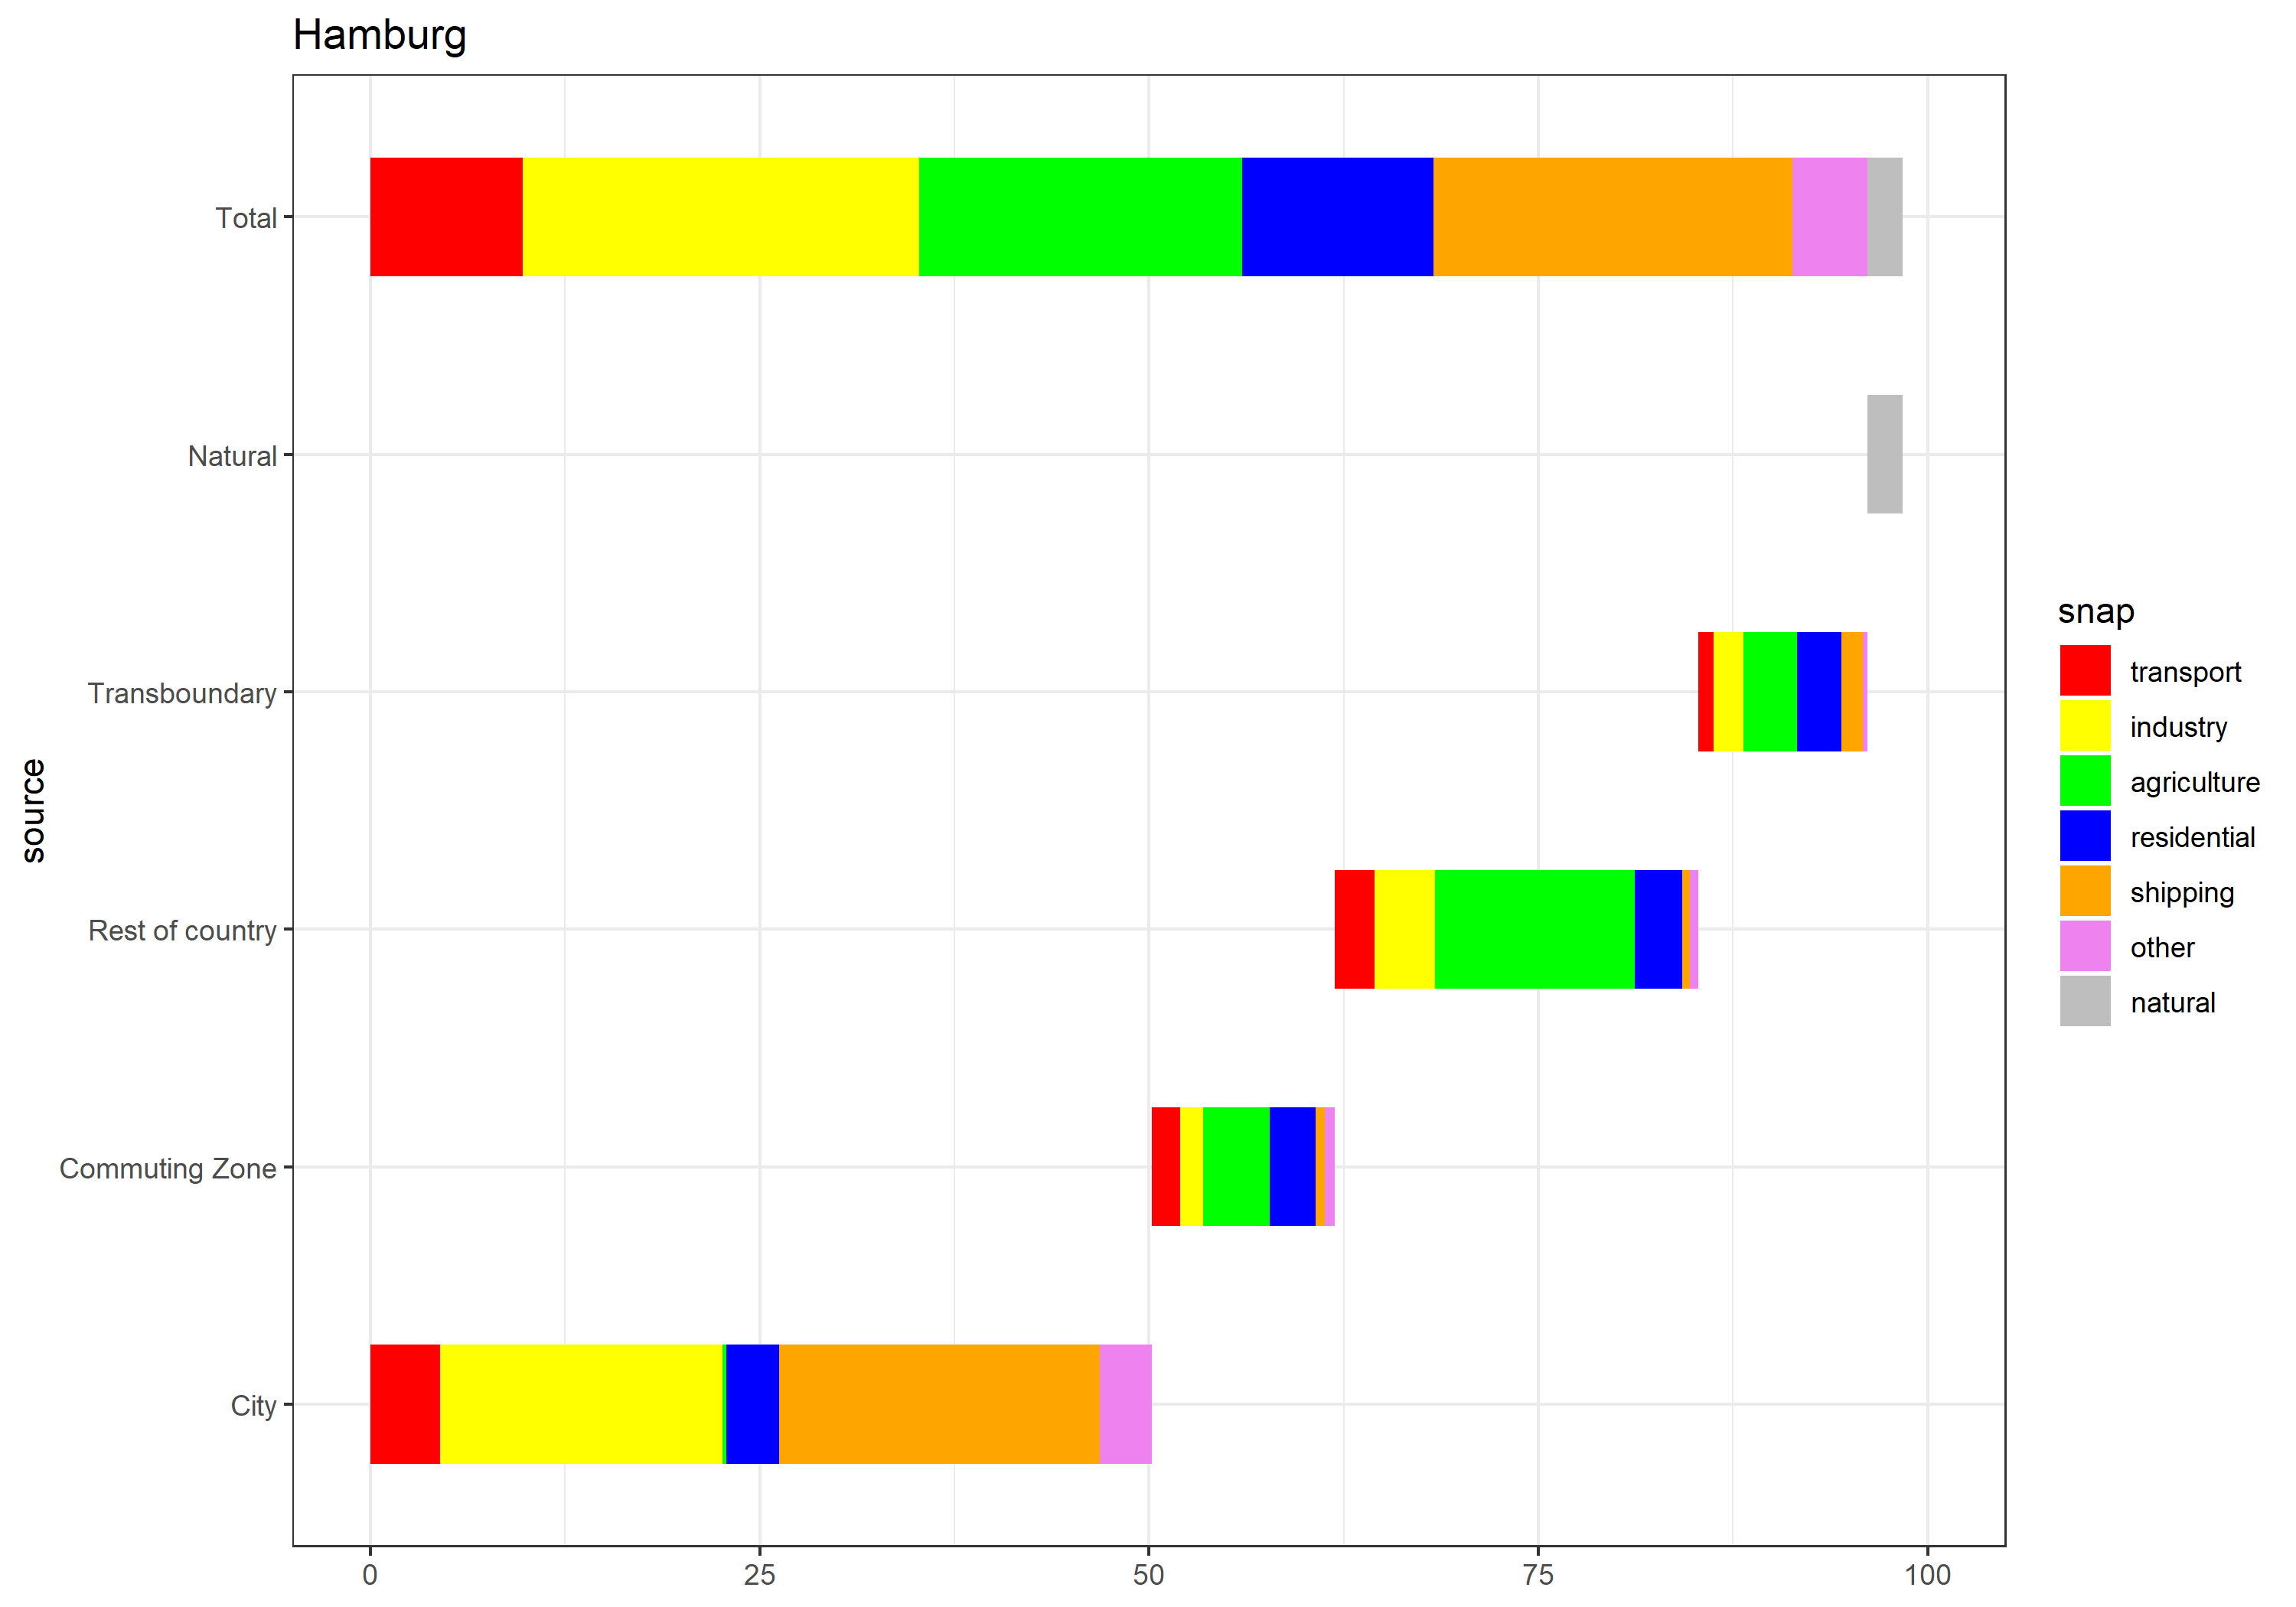 Hamburg
Total
Natural
Transboundary
Rest of country
Commuting Zone
City
source
0 25 50 75 100
snap
transport
industry
agriculture
residential
shipping
other
natural